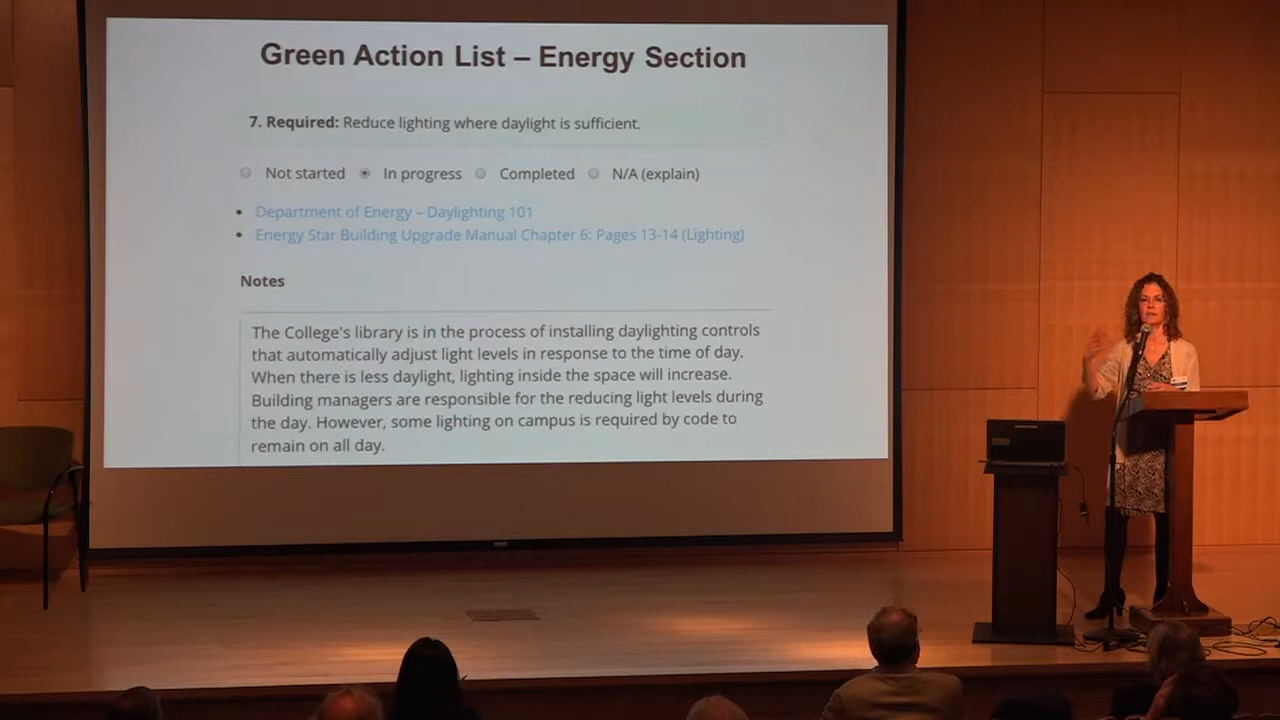 Green Action List – Energy Section
7. Required: Reduce lighting where daylight is sufficient.
Not started In progress Completed N/A (explain)
Department of Energy – Daylighting 101
Energy Star Building Upgrade Manual Chapter 6: Pages 13-14 (Lighting)
Notes
The College's library is in the process of installing daylighting controls
that automatically adjust light levels in response to the time of day.
When there is less daylight, lighting inside the space will increase.
Building managers are responsible for the reducing light levels during
the day. However, some lighting on campus is required by code to
remain on all day.